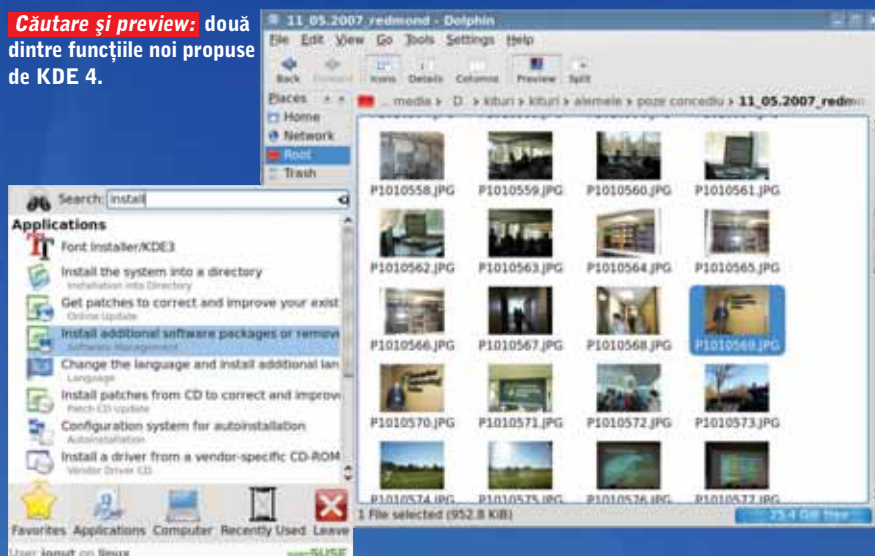 Căutare și preview: două
dintre funcțiile noi propuse
de KDE 4.
11_05.2007_redmond - Dolphin
File Edit View Go Tools Settings Help
Back Forward Icons Details Columns Preview Split
Places
Home
Network
Root
Trash
media > D > kituri > kituri > alemele > poze concediu > 11_05.2007_redmo
P1010558.JPG P1010559.JPG P1010560.JPG P1010561.JPG
P1010562.JPG P1010563.JPG P1010564.JPG P1010565.JPG
P1010566.JPG P1010567.JPG P1010568.JPG P1010569.JPG
P1010570.JPG P1010571.JPG P1010572.JPG P1010573.JPG
P1010574.JPG P1010575.JPG P1010576.JPG P1010577.JPG
1 File selected (952.8 KiB)
25.4 GiB free
Search: install
Applications
Font Installer/KDE3
Install the system into a directory
Installation into Directory
Get patches to correct and improve your exist
Online Update
Install additional software packages or remove
Software Management
Change the language and install additional lan
Language
Install patches from CD to correct and improve
Patch CD Update
Configuration system for autoinstallation
Autoinstallation
Install a driver from a vendor-specific CD-ROM
Vendor Driver CD
Favorites Applications Computer Recently Used Leave
User ionut on linux
SUSE